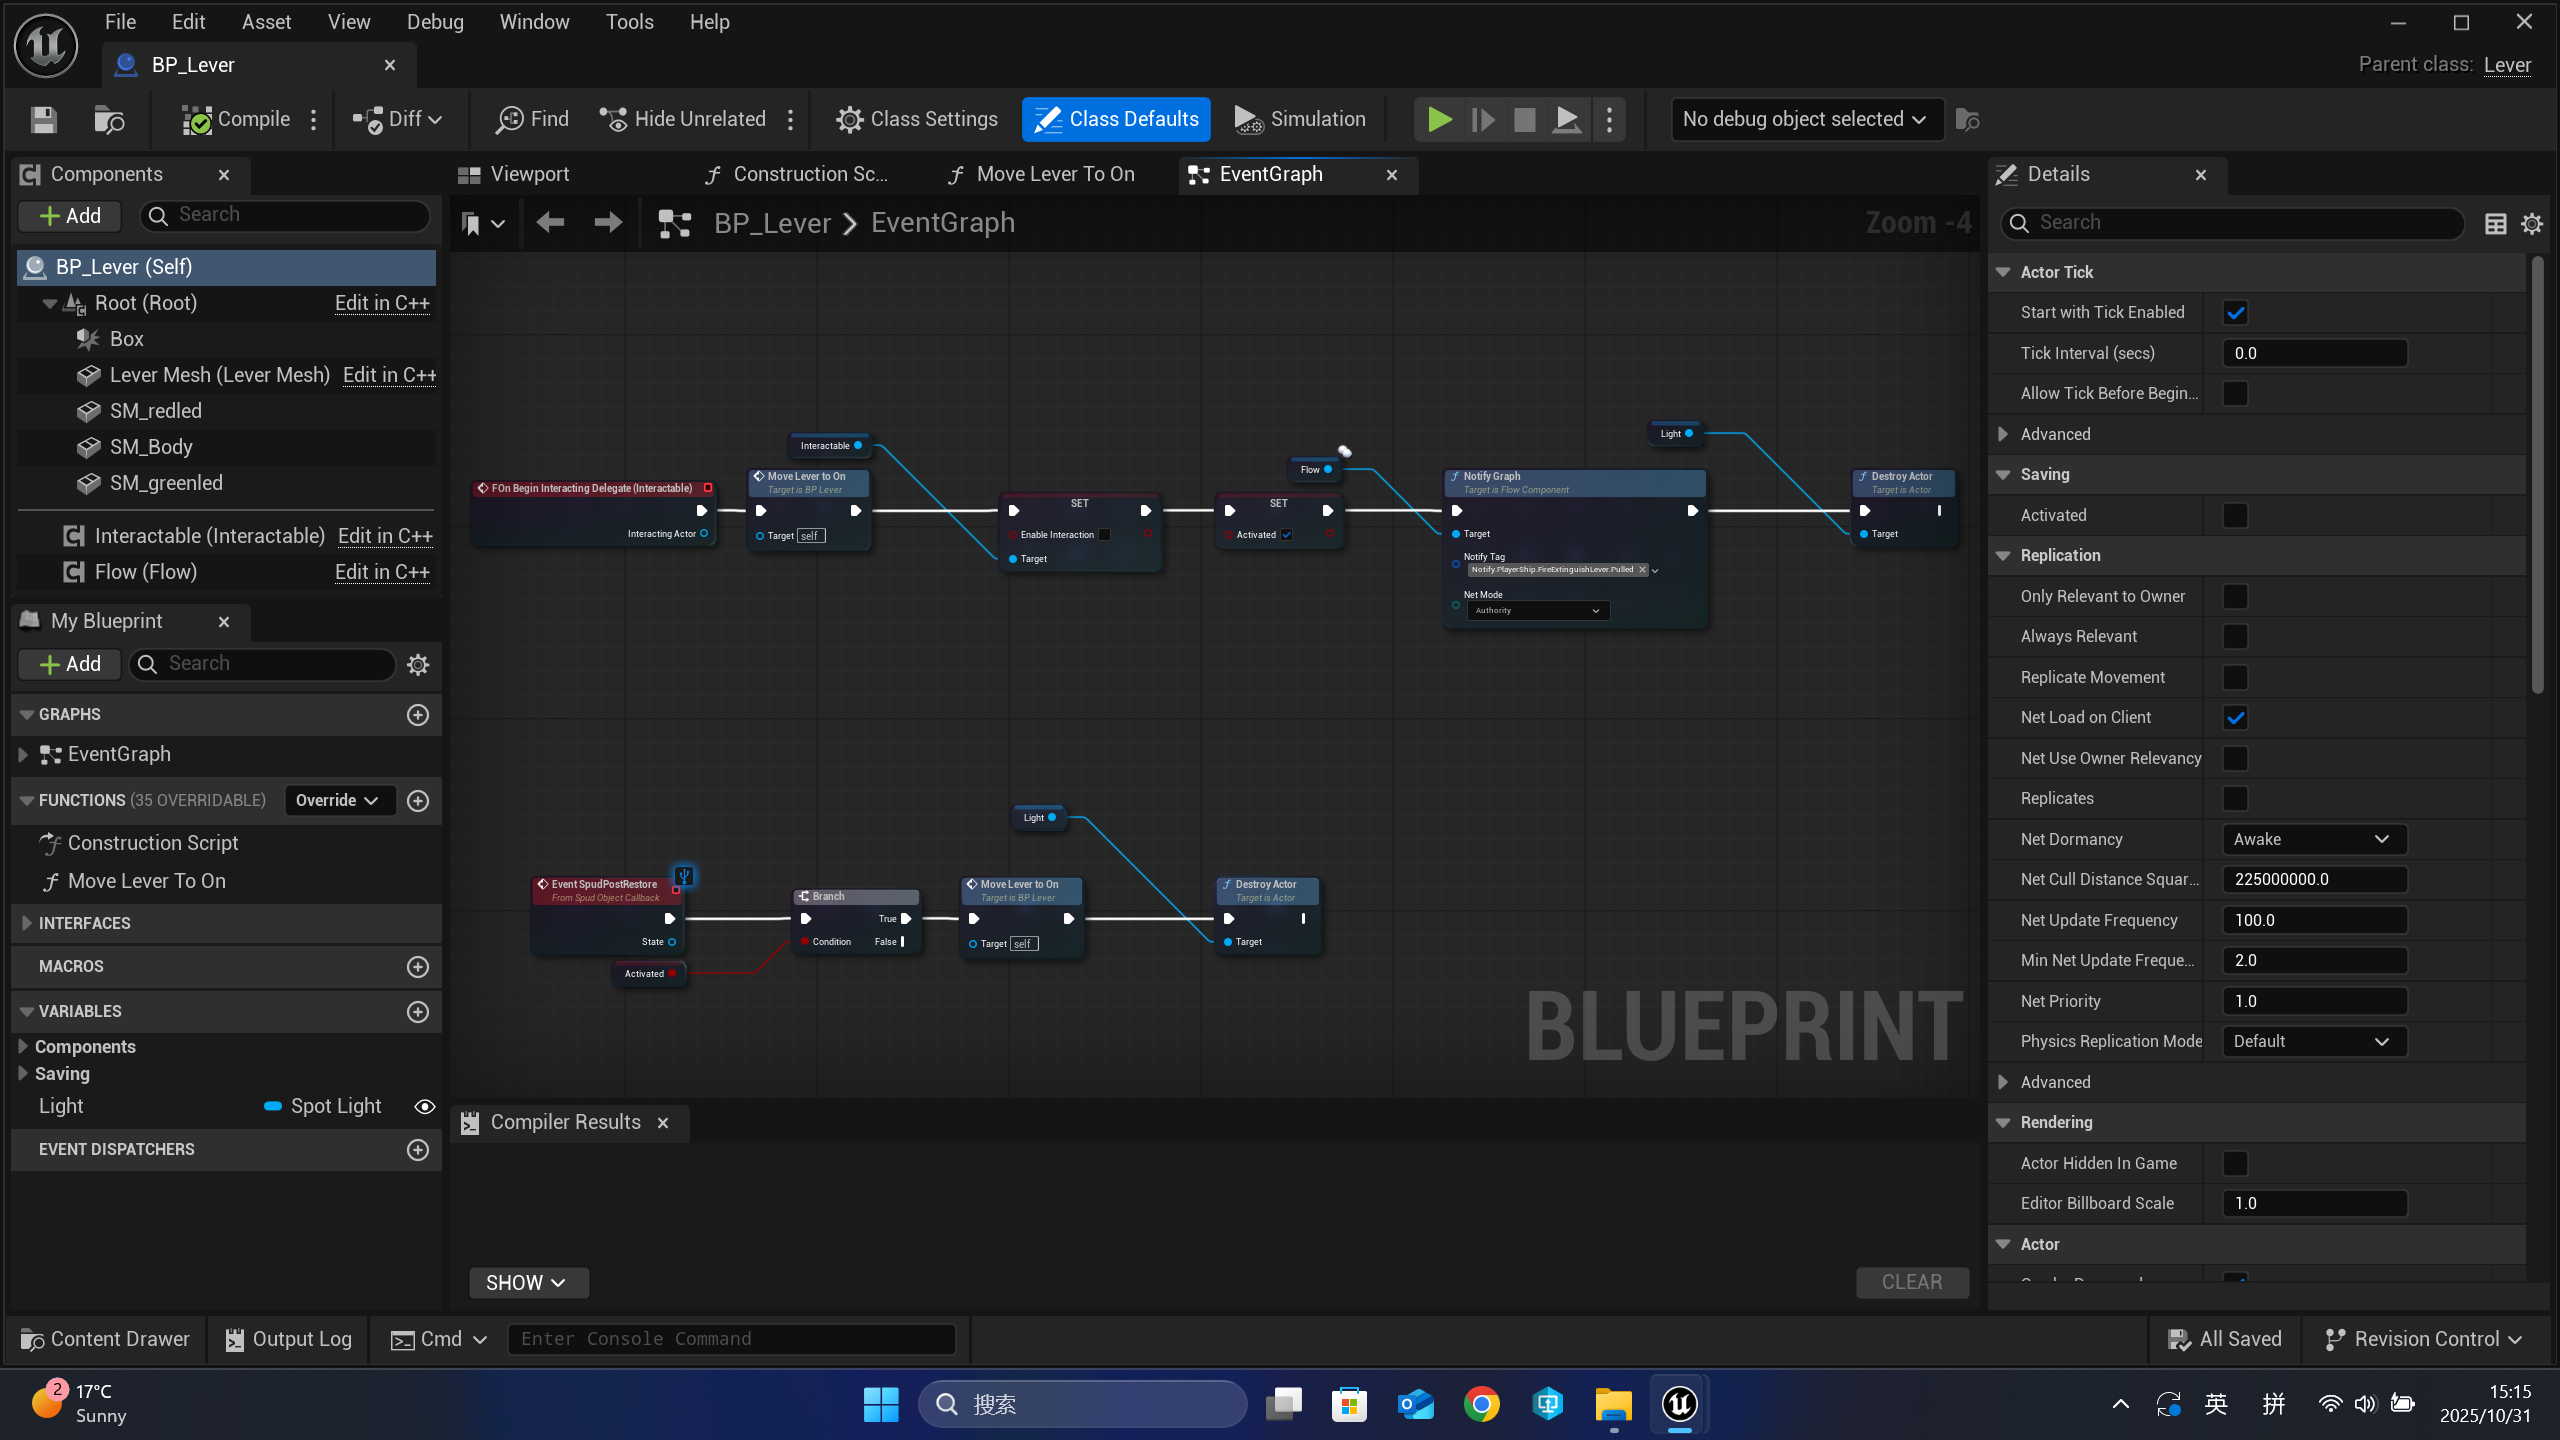 File Edit Asset View Debug Window Tools Help
BP_Lever
Parent class: Lever
Compile Diff Find Hide Unrelated Class Settings Class Defaults Simulation No debug object selected
Components
Add Search
BP_Lever (Self)
Root (Root) Edit in C++
Box
Lever Mesh (Lever Mesh) Edit in C++
SM_redled
SM_Body
SM_greenled
Interactable (Interactable) Edit in C++
Flow (Flow) Edit in C++
My Blueprint
Add Search
GRAPHS
EventGraph
FUNCTIONS (35 OVERRIDABLE) Override
Construction Script
Move Lever To On
INTERFACES
MACROS
VARIABLES
Components
Saving
Light Spot Light
EVENT DISPATCHERS
Viewport Construction Sc... Move Lever To On EventGraph
BP_Lever > EventGraph
Zoom -4
Interactable
Flow
Light
FOn Begin Interacting Delegate (Interactable)
Interacting Actor
Move Lever to On
Target is BP Lever
Target self
SET
Enable Interaction
Target
SET
Activated
Notify Graph
Target is Flow Component
Target
Notify Tag
Notify.PlayerShip.FireExtinguishLever.Pulled
Net Mode
Authority
Destroy Actor
Target is Actor
Target
Light
Event SpudPostRestore
From Spud Object Callback
State
Activated
Branch
True
Condition False
Move Lever to On
Target is BP Lever
Target self
Destroy Actor
Target is Actor
Target
BLUEPRINT
Compiler Results
SHOW
CLEAR
Details
Search
Actor Tick
Start with Tick Enabled
Tick Interval (secs) 0.0
Allow Tick Before Begin...
Advanced
Saving
Activated
Replication
Only Relevant to Owner
Always Relevant
Replicate Movement
Net Load on Client
Net Use Owner Relevancy
Replicates
Net Dormancy Awake
Net Cull Distance Squar... 225000000.0
Net Update Frequency 100.0
Min Net Update Freque... 2.0
Net Priority 1.0
Physics Replication Mode Default
Advanced
Rendering
Actor Hidden In Game
Editor Billboard Scale 1.0
Actor
Content Drawer Output Log Cmd Enter Console Command All Saved Revision Control
2
17°C
Sunny
搜索
英 拼
15:15
2025/10/31